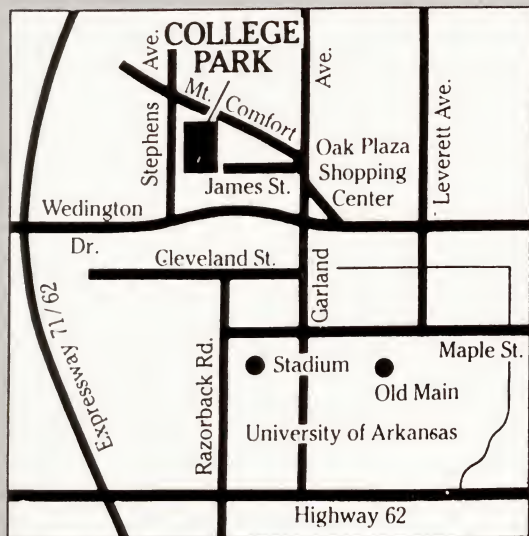 COLLEGE
PARK
Stephens Ave.
Mt. Comfort
Garland Ave.
Leverett Ave.
Oak Plaza
Shopping
Center
James St.
Wedington
Dr.
Cleveland St.
Expressway 71/62
Razorback Rd.
Maple St.
Stadium
Old Main
University of Arkansas
Highway 62